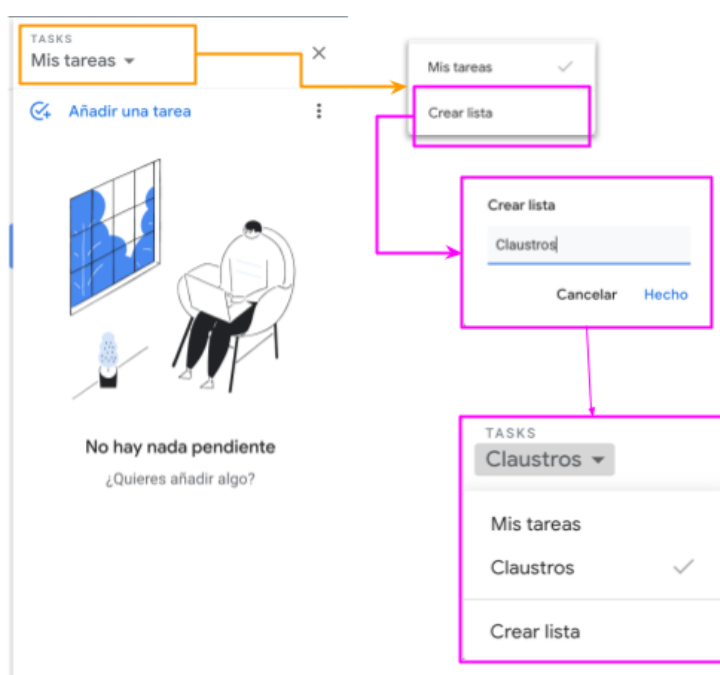 TASKS
Mis tareas
Añadir una tarea
No hay nada pendiente
¿Quieres añadir algo?
Mis tareas
Crear lista
Crear lista
Claustros
Cancelar Hecho
TASKS
Claustros
Mis tareas
Claustros
Crear lista